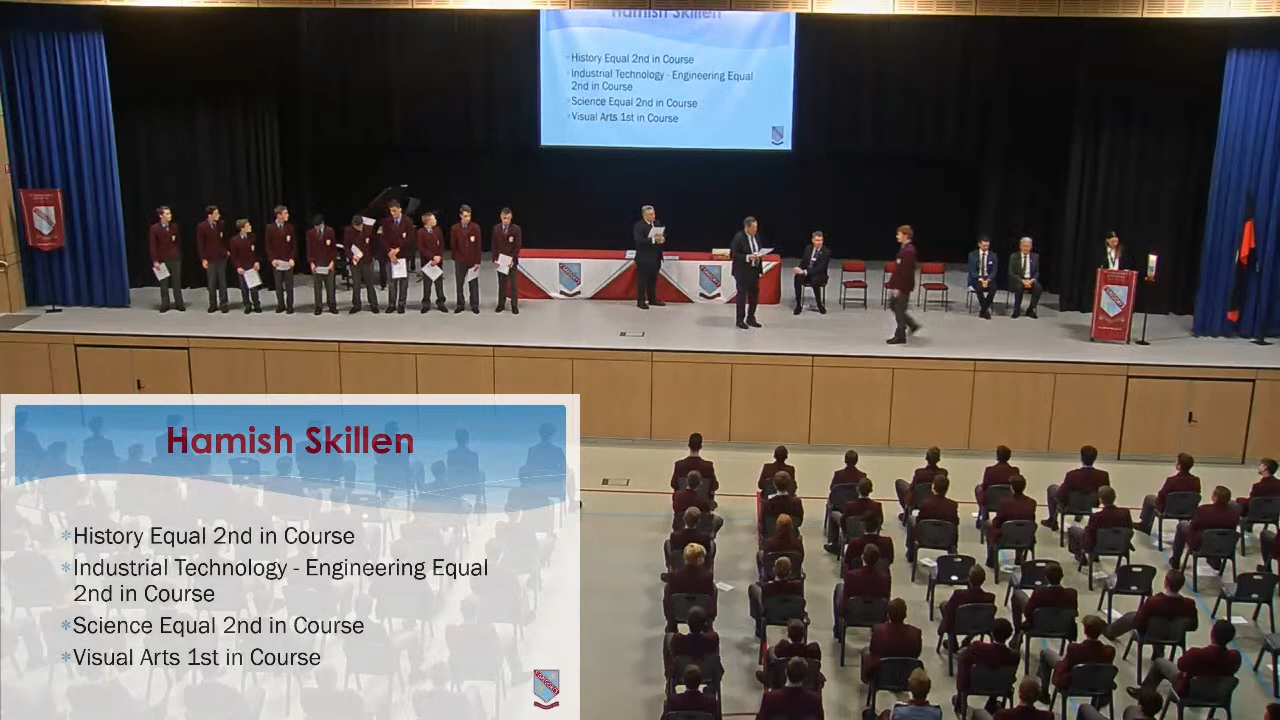 Hamish Skillen
History Equal 2nd in Course
Industrial Technology - Engineering Equal
2nd in Course
Science Equal 2nd in Course
Visual Arts 1st in Course
Hamish Skillen
*History Equal 2nd in Course
*Industrial Technology - Engineering Equal
2nd in Course
*Science Equal 2nd in Course
*Visual Arts 1st in Course